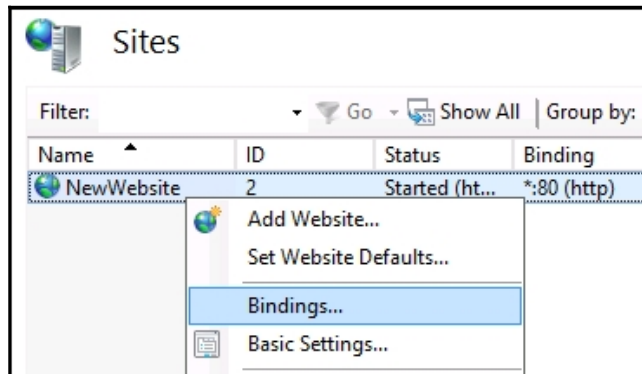 Sites
Filter: Go Show All Group by:
Name ID Status Binding
NewWebsite 2 Started (ht... *:80 (http)
Add Website...
Set Website Defaults...
Bindings...
Basic Settings...